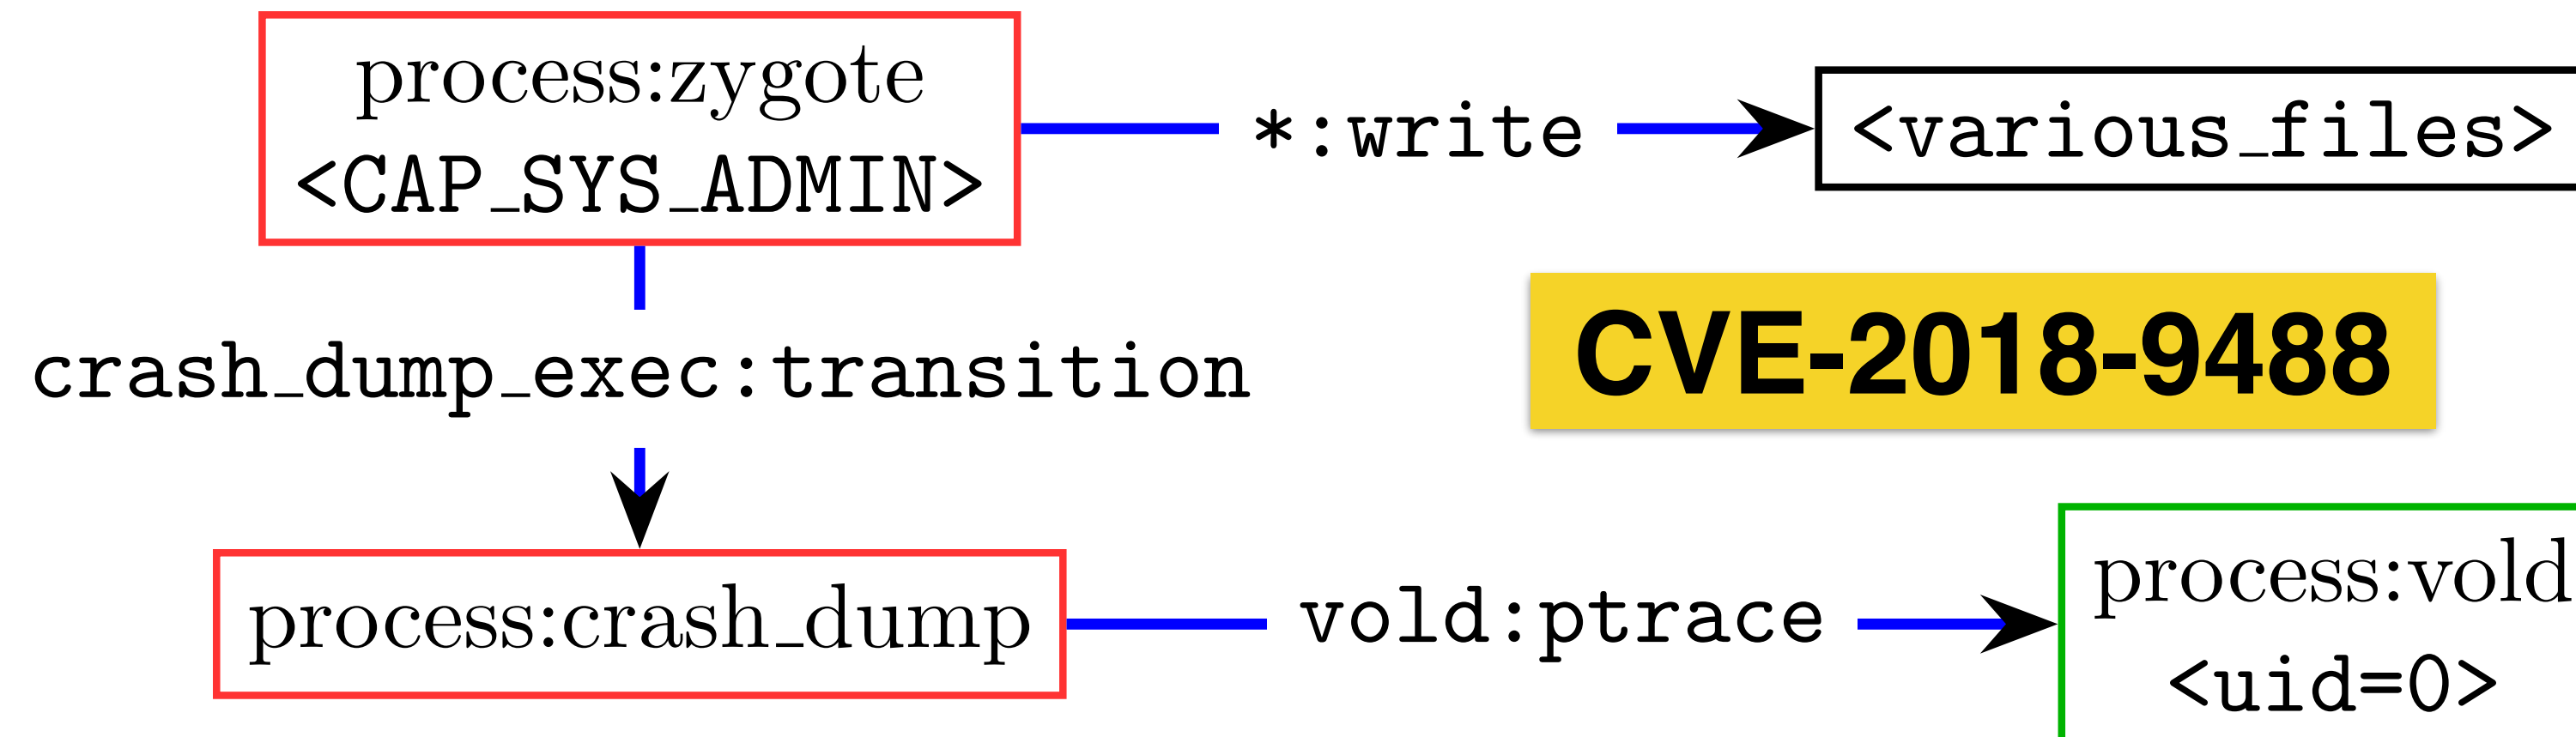 process:zygote
<CAP_SYS_ADMIN>
*:write
<various_files>
crash_dump_exec:transition
CVE-2018-9488
process:crash_dump
vold:ptrace
process:vold
<uid=0>